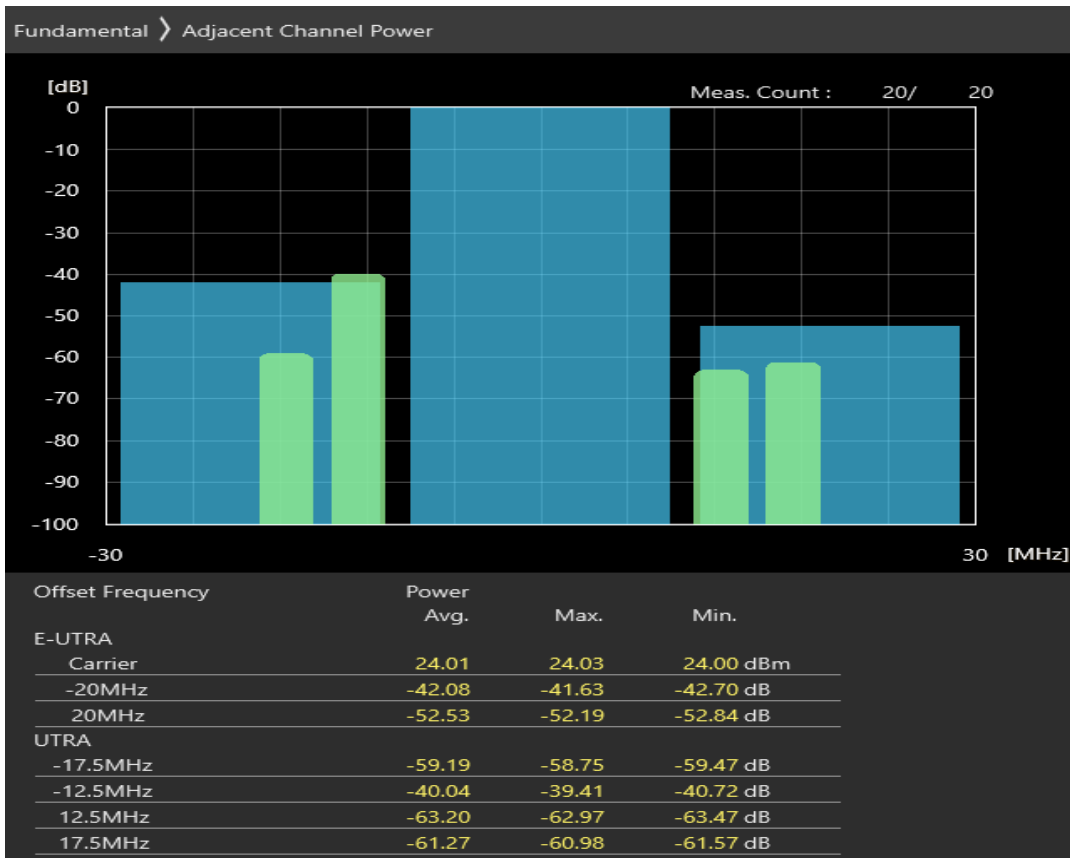 Fundamental ❯ Adjacent Channel Power
[dB]
Meas. Count : 20/ 20
0
-10
-20
-30
-40
-50
-60
-70
-80
-90
-100
-30 30 [MHz]
Offset Frequency Power
Avg. Max. Min.
E-UTRA
Carrier 24.01 24.03 24.00 dBm
-20MHz -42.08 -41.63 -42.70 dB
20MHz -52.53 -52.19 -52.84 dB
UTRA
-17.5MHz -59.19 -58.75 -59.47 dB
-12.5MHz -40.04 -39.41 -40.72 dB
12.5MHz -63.20 -62.97 -63.47 dB
17.5MHz -61.27 -60.98 -61.57 dB